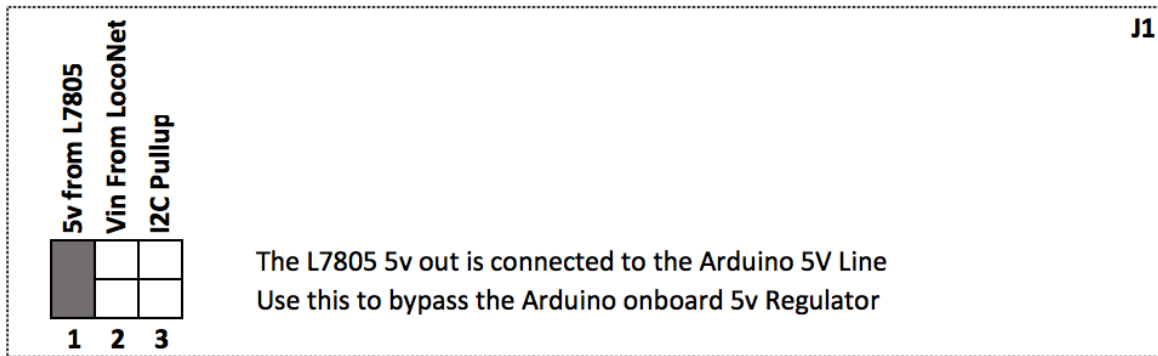 J1
5v from L7805
Vin From LocoNet
I2C Pullup
The L7805 5v out is connected to the Arduino 5V Line
Use this to bypass the Arduino onboard 5v Regulator
1 2 3